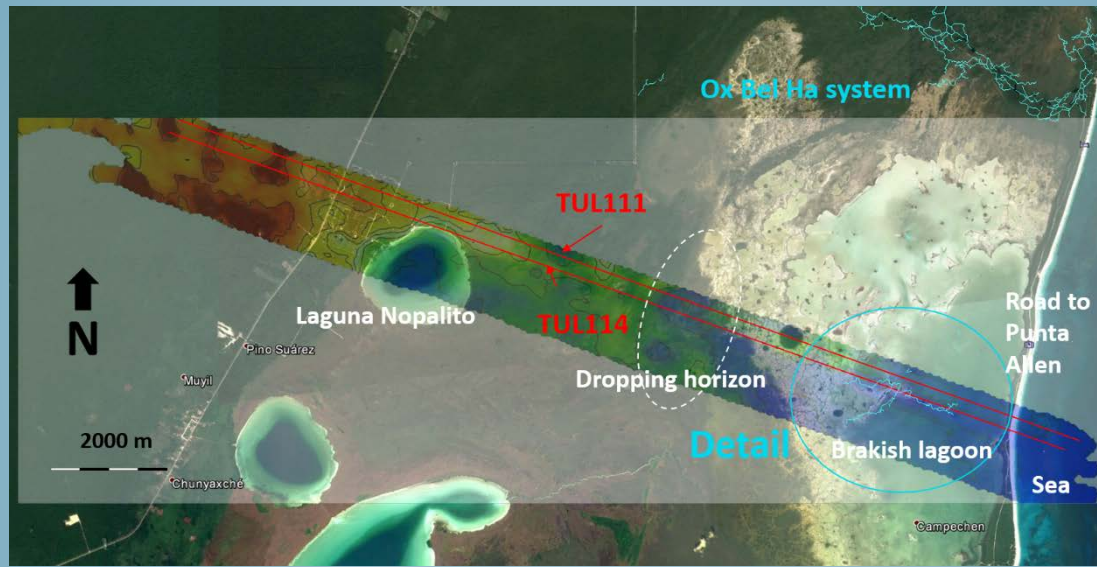 Ox Bel Ha system
TUL111
N
Laguna Nopalito
TUL114
Road to
Punta
Allen
Pino Suárez
Muyil
Dropping horizon
2000 m
Detail
Brakish lagoon
Chunyaxché
Sea
Campechen